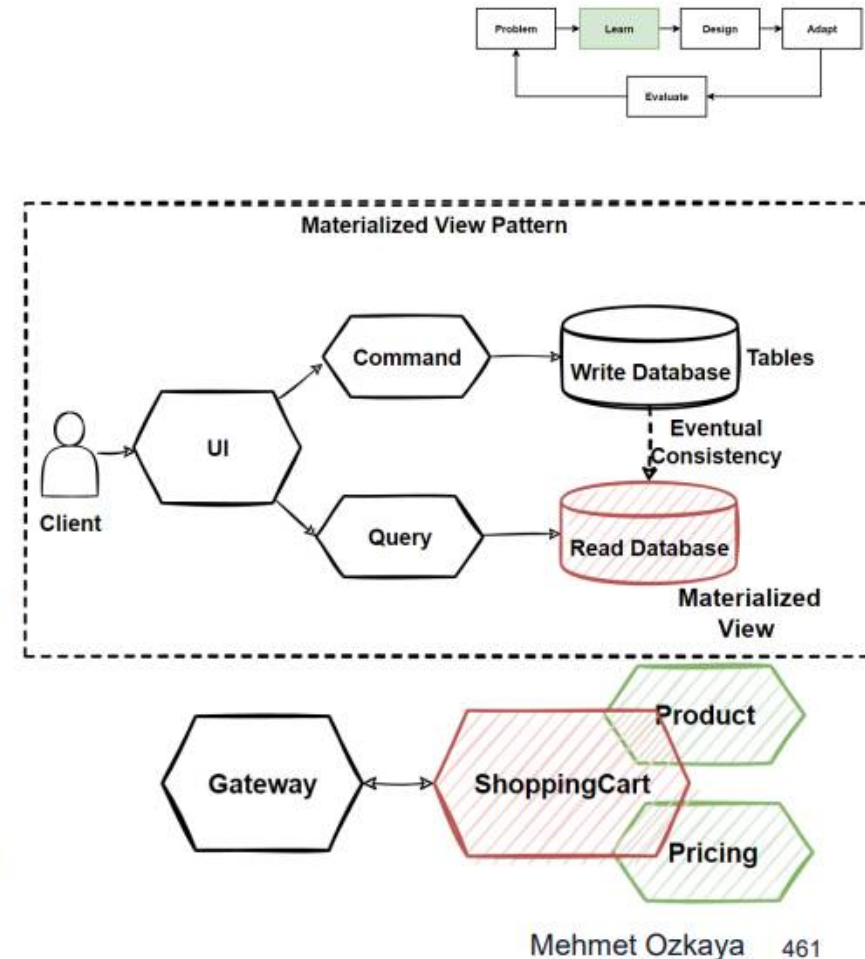 Problem
Learn
Design
Adapt
Evaluate
Materialized View Pattern
Command
Write Database
Tables
UI
Eventual
Consistency
Client
Query
Read Database
Materialized
View
Product
Gateway
ShoppingCart
Pricing
Mehmet Ozkaya 461